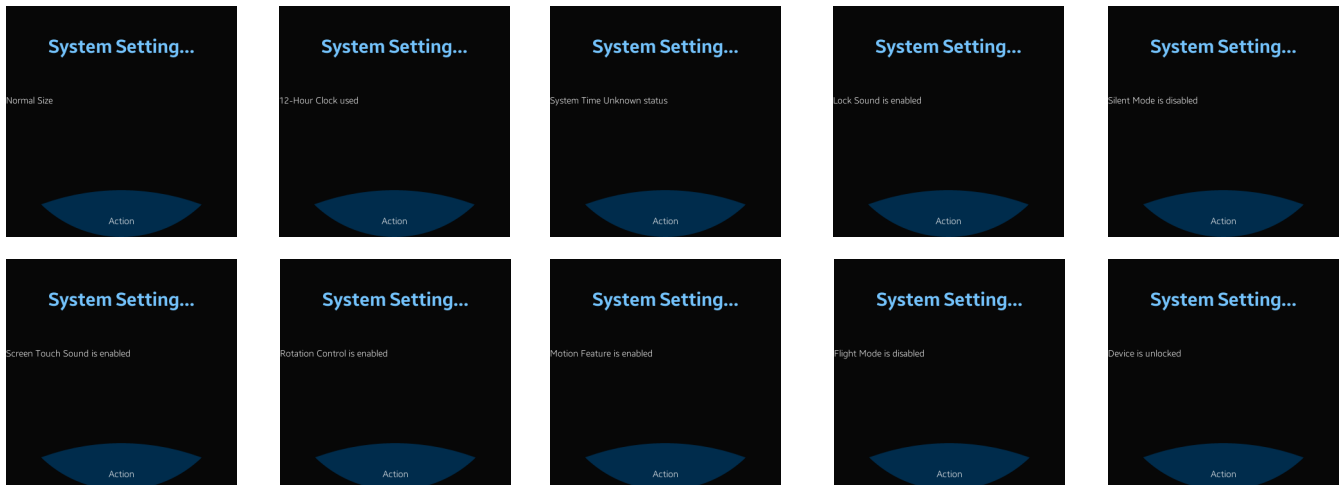 System Setting...
Normal Size
Action
System Setting...
12-Hour Clock used
Action
System Setting...
System Time Unknown status
Action
System Setting...
Lock Sound is enabled
Action
System Setting...
Silent Mode is disabled
Action
System Setting...
Screen Touch Sound is enabled
Action
System Setting...
Rotation Control is enabled
Action
System Setting...
Motion Feature is enabled
Action
System Setting...
Flight Mode is disabled
Action
System Setting...
Device is unlocked
Action